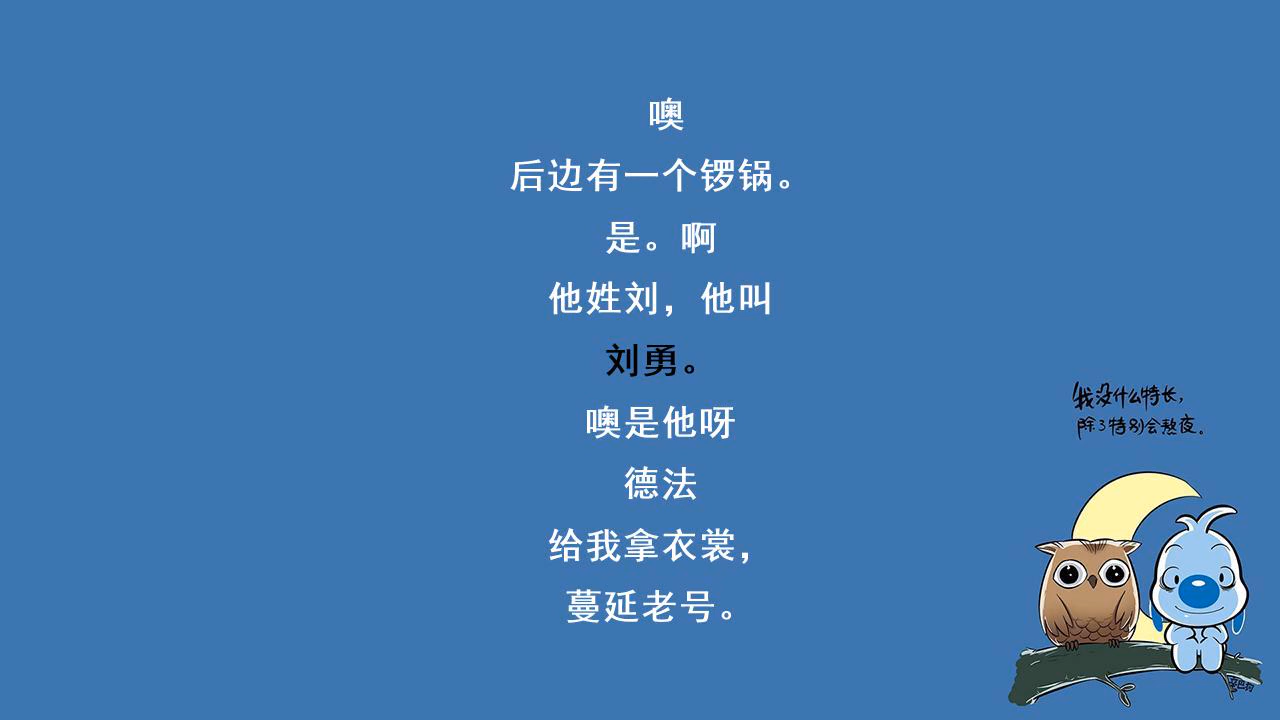 噢
后边有一个锣锅。
是。啊
他姓刘，他叫
刘勇。
噢是他呀
德法
给我拿衣裳，
蔓延老号。
我没什么特长，
除了特别会熬夜。